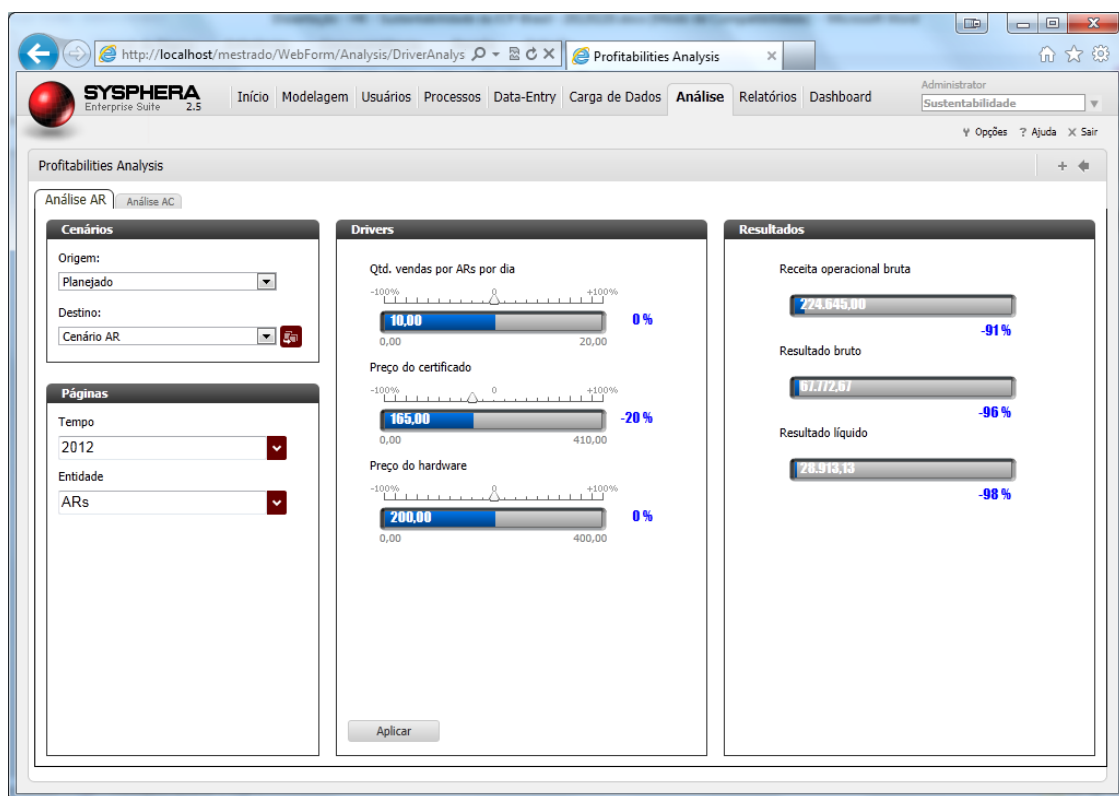 http://localhost/mestrado/WebForm/Analysis/DriverAnalys
Profitabilities Analysis
SYSPHERA
Enterprise Suite 2.5
Início Modelagem Usuários Processos Data-Entry Carga de Dados Análise Relatórios Dashboard
Administrator
Sustentabilidade
Opções ? Ajuda X Sair
Profitabilities Analysis
Análise AR Análise AC
Cenários
Origem:
Planejado
Destino:
Cenário AR
Páginas
Tempo
2012
Entidade
ARs
Drivers
Qtd. vendas por ARs por dia
-100% 0 +100%
10,00 0 %
0,00 20,00
Preço do certificado
-100% 0 +100%
165,00 -20 %
0,00 410,00
Preço do hardware
-100% 0 +100%
200,00 0 %
0,00 400,00
Aplicar
Resultados
Receita operacional bruta
224.645,00
-91 %
Resultado bruto
67.772,67
-96 %
Resultado líquido
28.913,13
-98 %